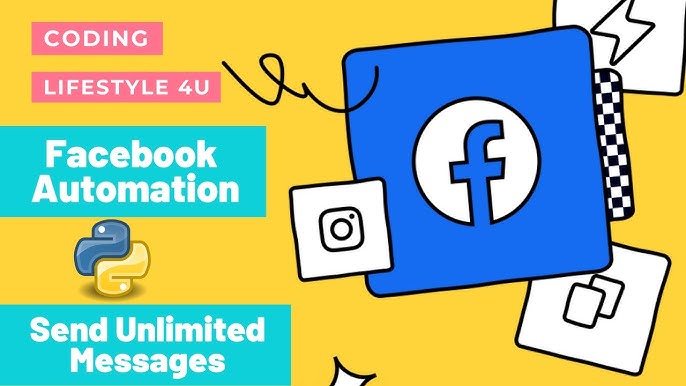 CODING
LIFESTYLE 4U
Facebook
Automation
Send Unlimited
Messages